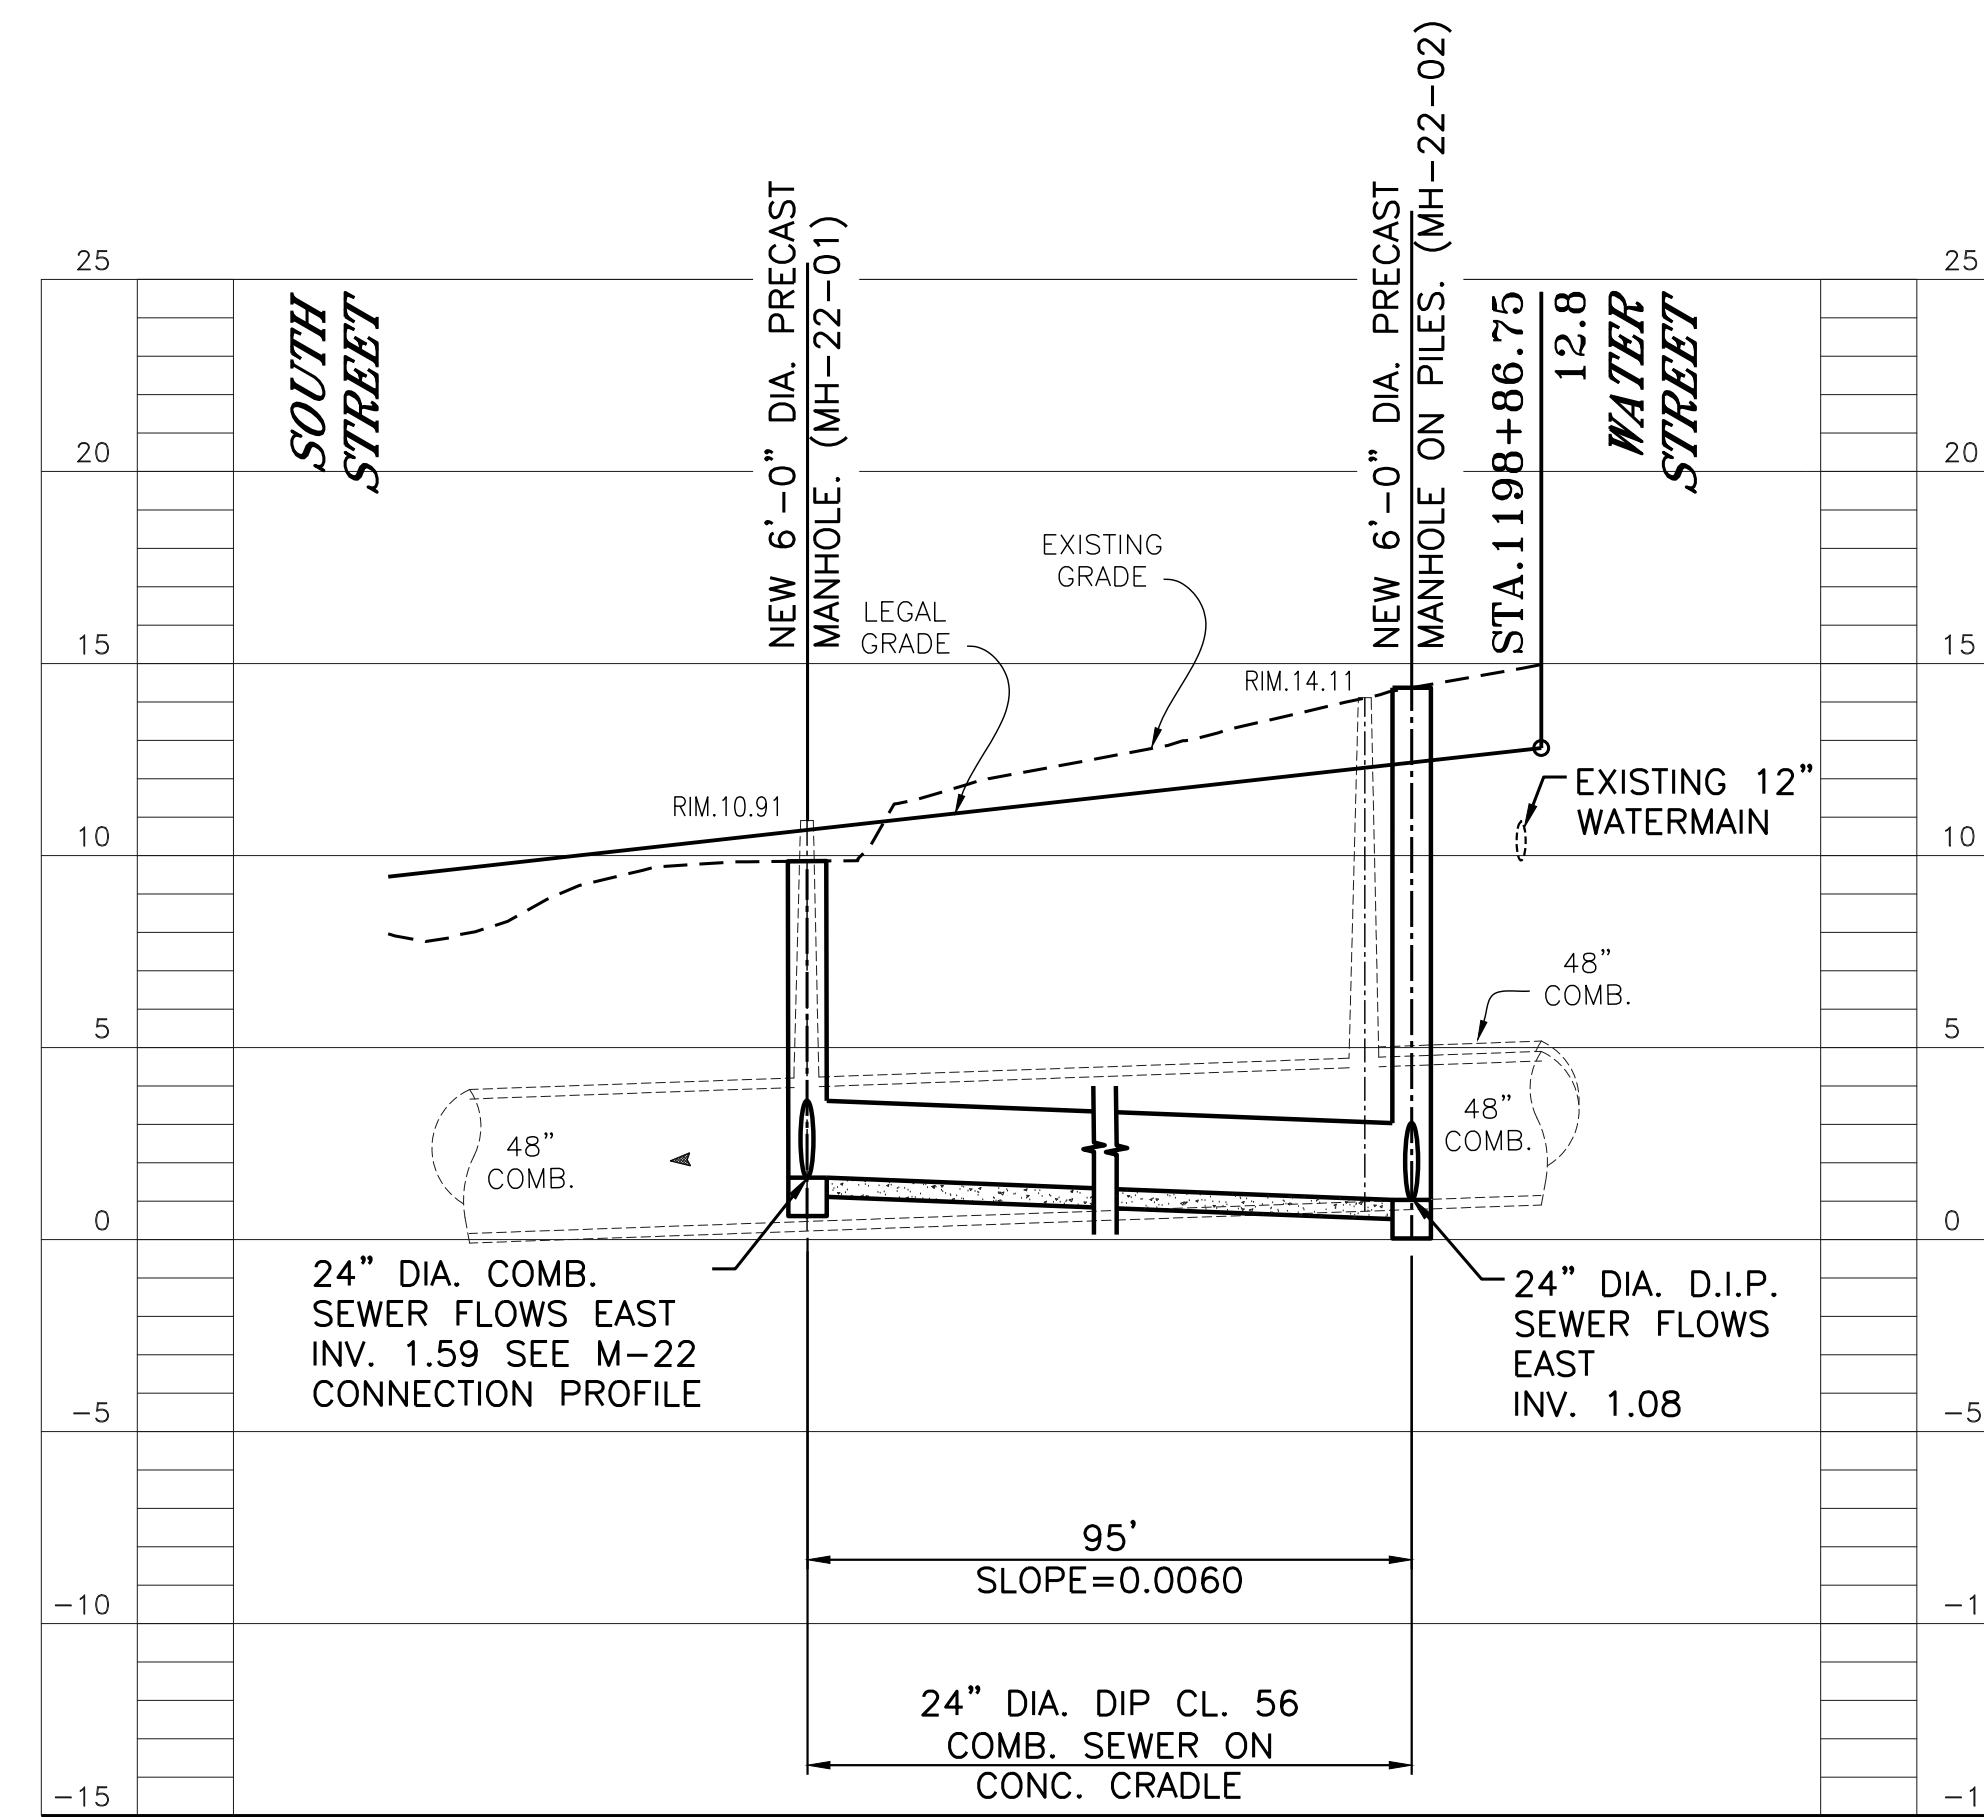 NEW 6'-0" DIA. PRECAST
MANHOLE. (MH-22-01)
NEW 6'-0" DIA. PRECAST
MANHOLE ON PILES. (MH-22-02)
25
25
SOUTH
STREET
STA.1198+86.75
12.8
WATER
STREET
20
20
EXISTING
GRADE
LEGAL
GRADE
15
15
RIM.14.11
RIM.10.91
EXISTING 12"
WATERMAIN
10
10
48"
COMB.
5
5
48"
COMB.
48"
COMB.
0
0
24" DIA. COMB.
SEWER FLOWS EAST
INV. 1.59 SEE M-22
CONNECTION PROFILE
24" DIA. D.I.P.
SEWER FLOWS
EAST
INV. 1.08
-5
-5
95'
SLOPE=0.0060
-10
-1
24" DIA. DIP CL. 56
COMB. SEWER ON
CONC. CRADLE
-15
-1